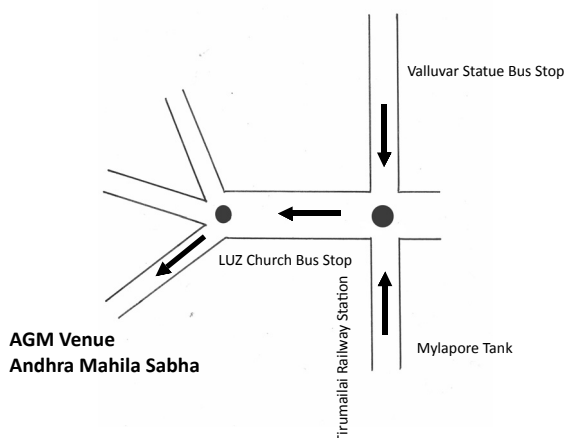 Valluvar Statue Bus Stop
LUZ Church Bus Stop
Tirumailai Railway Station
Mylapore Tank
AGM Venue
Andhra Mahila Sabha